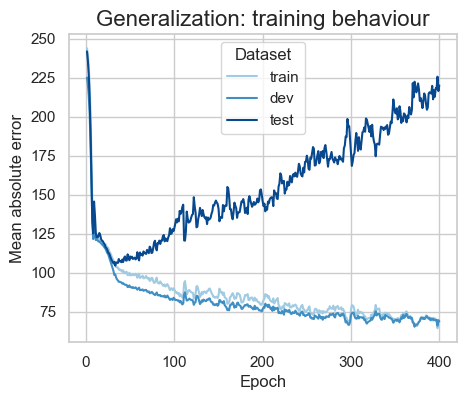 Generalization: training behaviour
Mean absolute error
250
225
200
175
150
125
100
75
Dataset
train
dev
test
0 100 200 300 400
Epoch